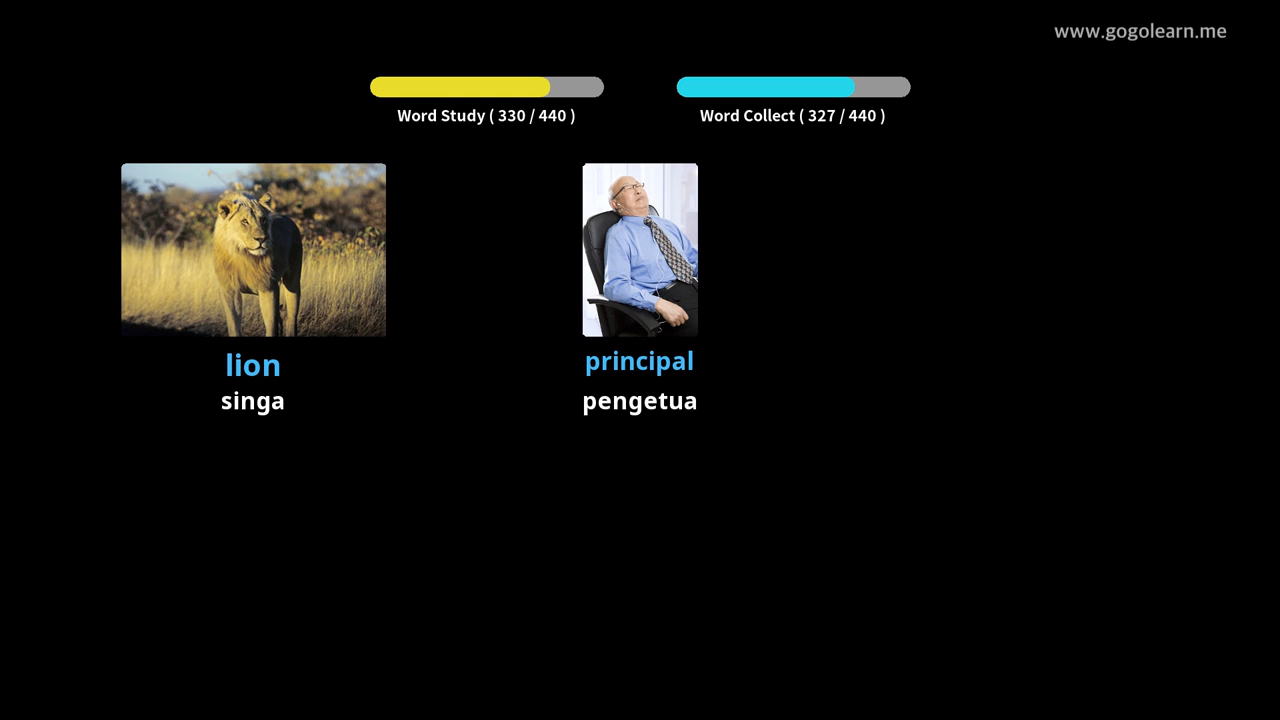 www.gogolearn.me
Word Study ( 330 / 440 )
Word Collect ( 327 / 440 )
lion
singa
principal
pengetua